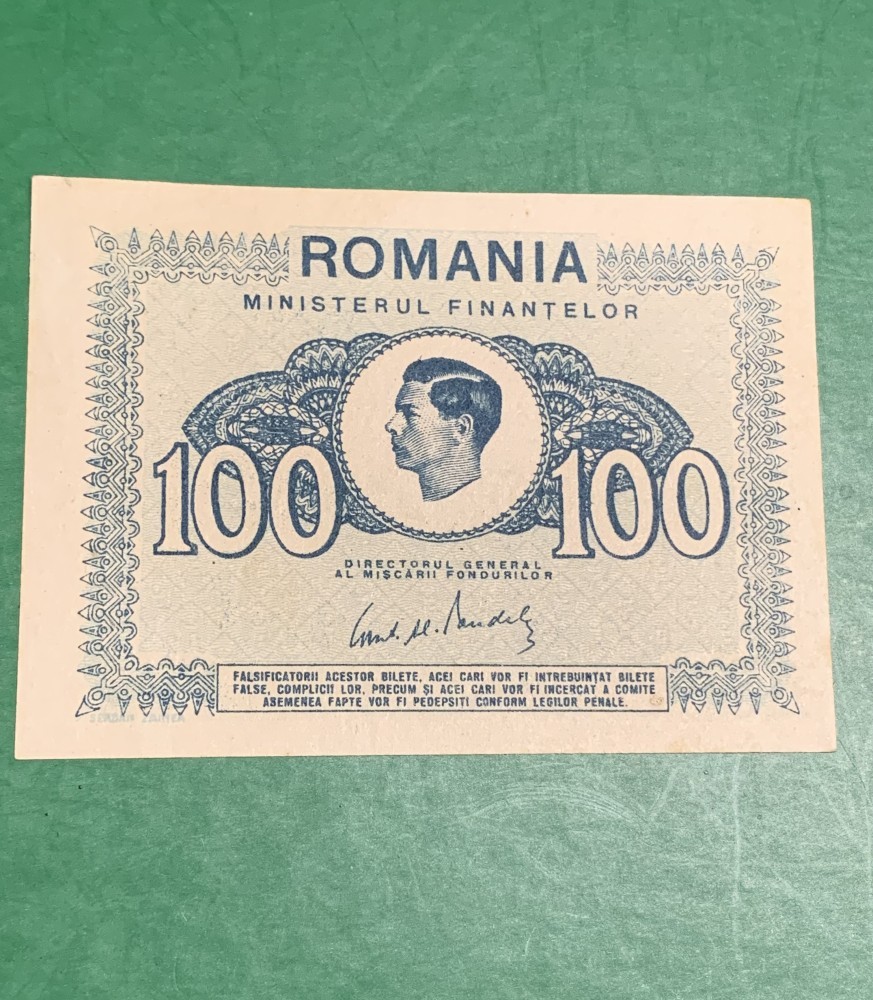 ROMANIA
MINISTERUL FINANȚELOR
100 100
DIRECTORUL GENERAL
AL MIȘCĂRII FONDURILOR
FALSIFICATORII ACESTOR BILETE, ACEI CARI VOR FI INTREBUINȚAT BILETE
FALSE, COMPLICII LOR, PRECUM ȘI ACEI CARI VOR FI INCERCAT A COMITE
ASEMENEA FAPTE VOR FI PEDEPSITI CONFORM LEGILOR PENALE.